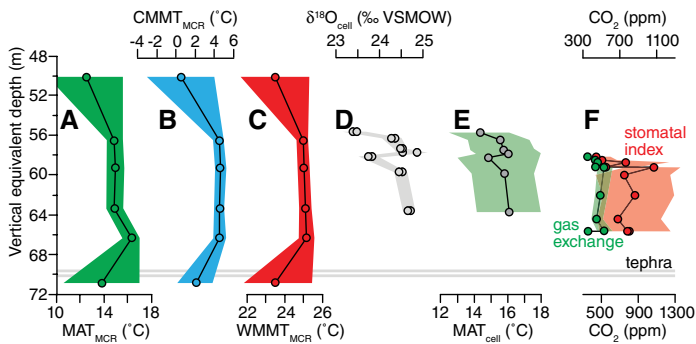 CMMT_MCR (˚C)
-4 -2 0 2 4 6
δ¹⁸O_cell (‰ VSMOW)
23 24 25
CO₂ (ppm)
300 700 1100
Vertical equivalent depth (m)
48
52
56
60
64
68
72
A B C D E F
stomatal
index
gas
exchange
tephra
10 14 18
MAT_MCR (˚C)
22 24 26
WMMT_MCR (˚C)
12 14 16 18
MAT_cell (˚C)
500 900 1300
CO₂ (ppm)